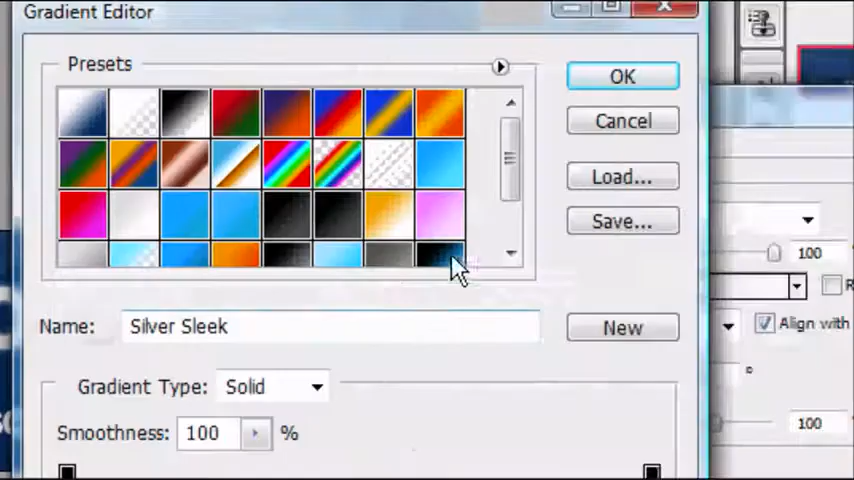 Gradient Editor
Presets
OK
Cancel
Load...
Save...
100
Name: Silver Sleek
New
Align with
Gradient Type: Solid
Smoothness: 100 %
100